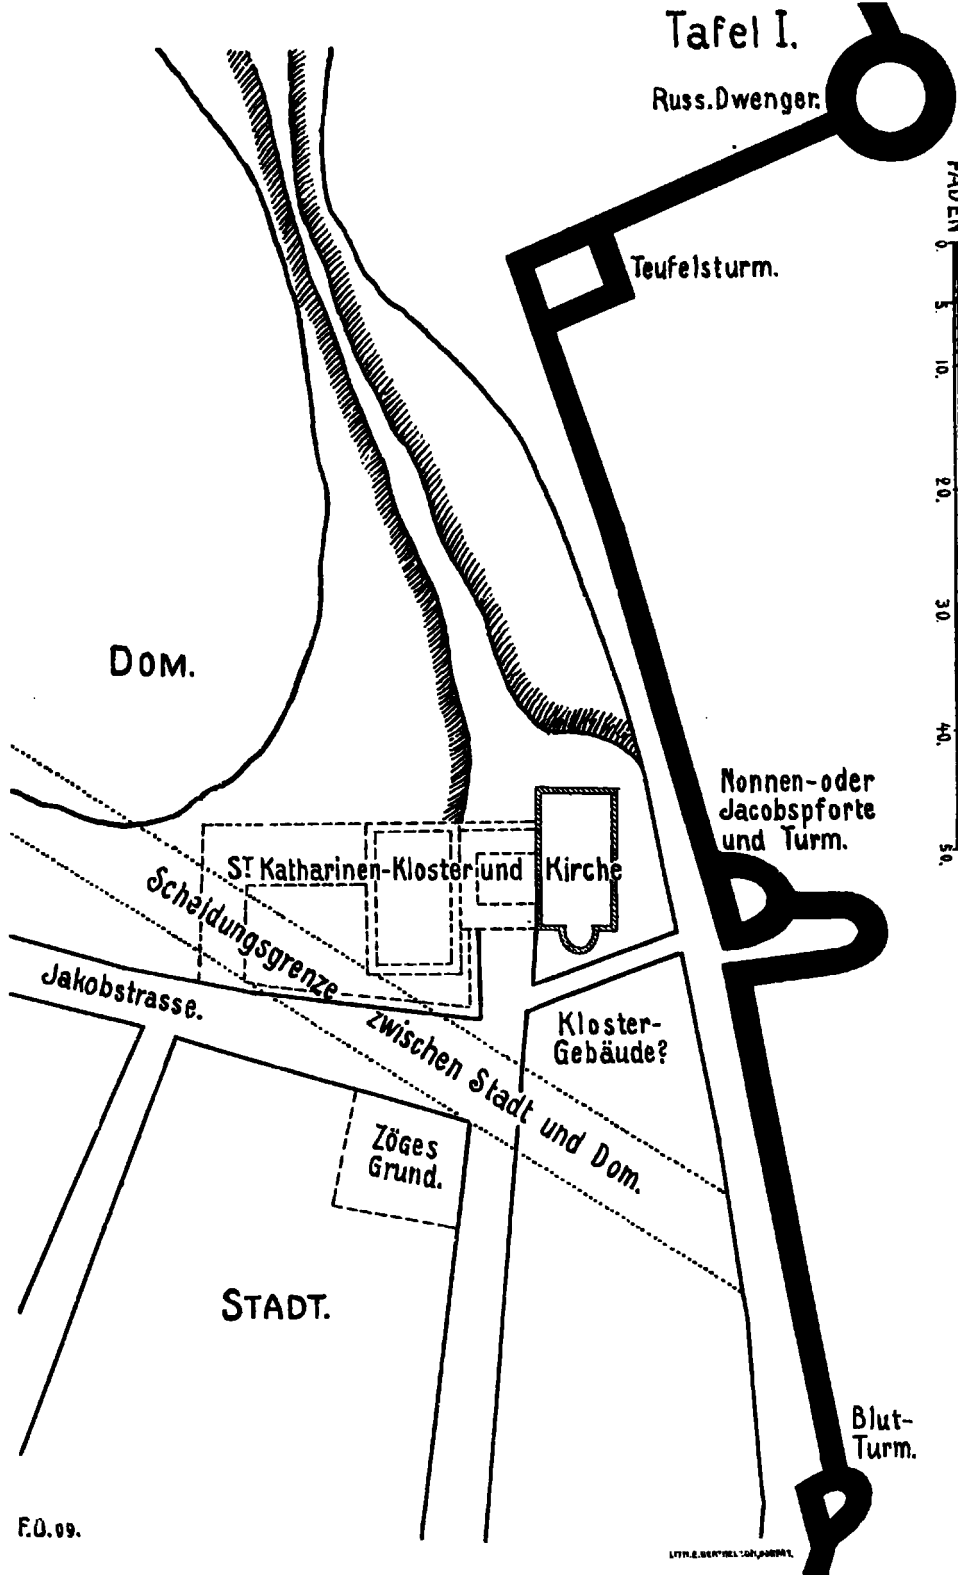 Tafel I.
Russ. Dwenger.
FADEN
0.
5.
10.
20.
30.
40.
50.
Teufelsturm.
DOM.
Nonnen-oder
Jacobspforte
und Turm.
ST Katharinen-Kloster und Kirche
Scheidungsgrenze zwischen Stadt und Dom.
Jakobstrasse.
Kloster-
Gebäude?
ZÖGES
GRUND.
STADT.
Blut-
Turm.
F.Ü.09.